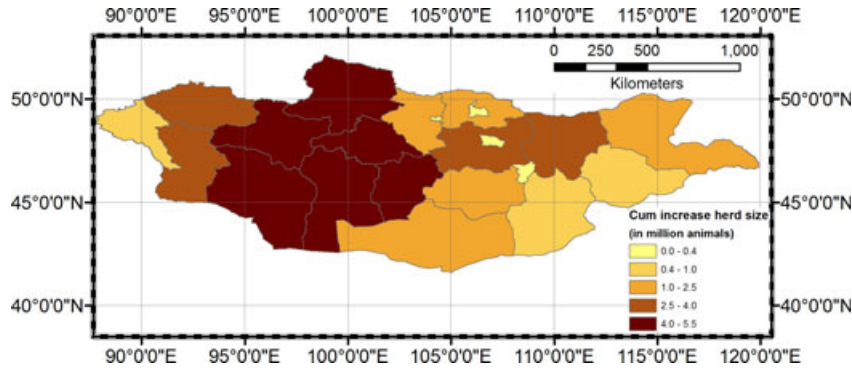 90°0'0"E 95°0'0"E 100°0'0"E 105°0'0"E 110°0'0"E 115°0'0"E 120°0'0"E
0 250 500 1,000
Kilometers
50°0'0"N 50°0'0"N
45°0'0"N 45°0'0"N
Cum increase herd size
(in million animals)
0.0 - 0.4
0.4 - 1.0
1.0 - 2.5
2.5 - 4.0
4.0 - 5.5
40°0'0"N 40°0'0"N
90°0'0"E 95°0'0"E 100°0'0"E 105°0'0"E 110°0'0"E 115°0'0"E 120°0'0"E